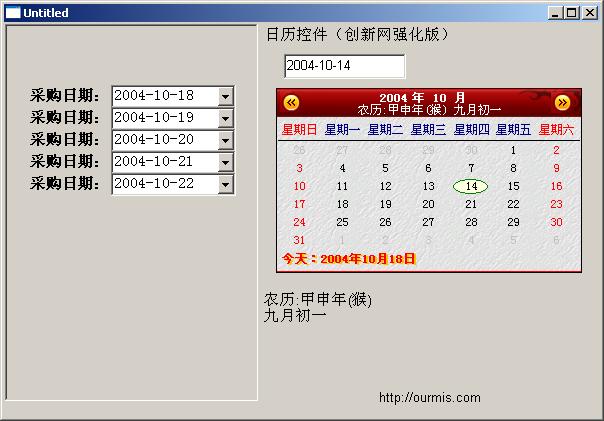 Untitled
采购日期： 2004-10-18
采购日期： 2004-10-19
采购日期： 2004-10-20
采购日期： 2004-10-21
采购日期： 2004-10-22
日历控件（创新网强化版）
2004-10-14
2004 年 10 月
农历:甲申年(猴) 九月初一
星期日 星期一 星期二 星期三 星期四 星期五 星期六
26 27 28 29 30 1 2
3 4 5 6 7 8 9
10 11 12 13 14 15 16
17 18 19 20 21 22 23
24 25 26 27 28 29 30
31 1 2 3 4 5 6
今天：2004年10月18日
农历:甲申年(猴)
九月初一
http://ourmis.com